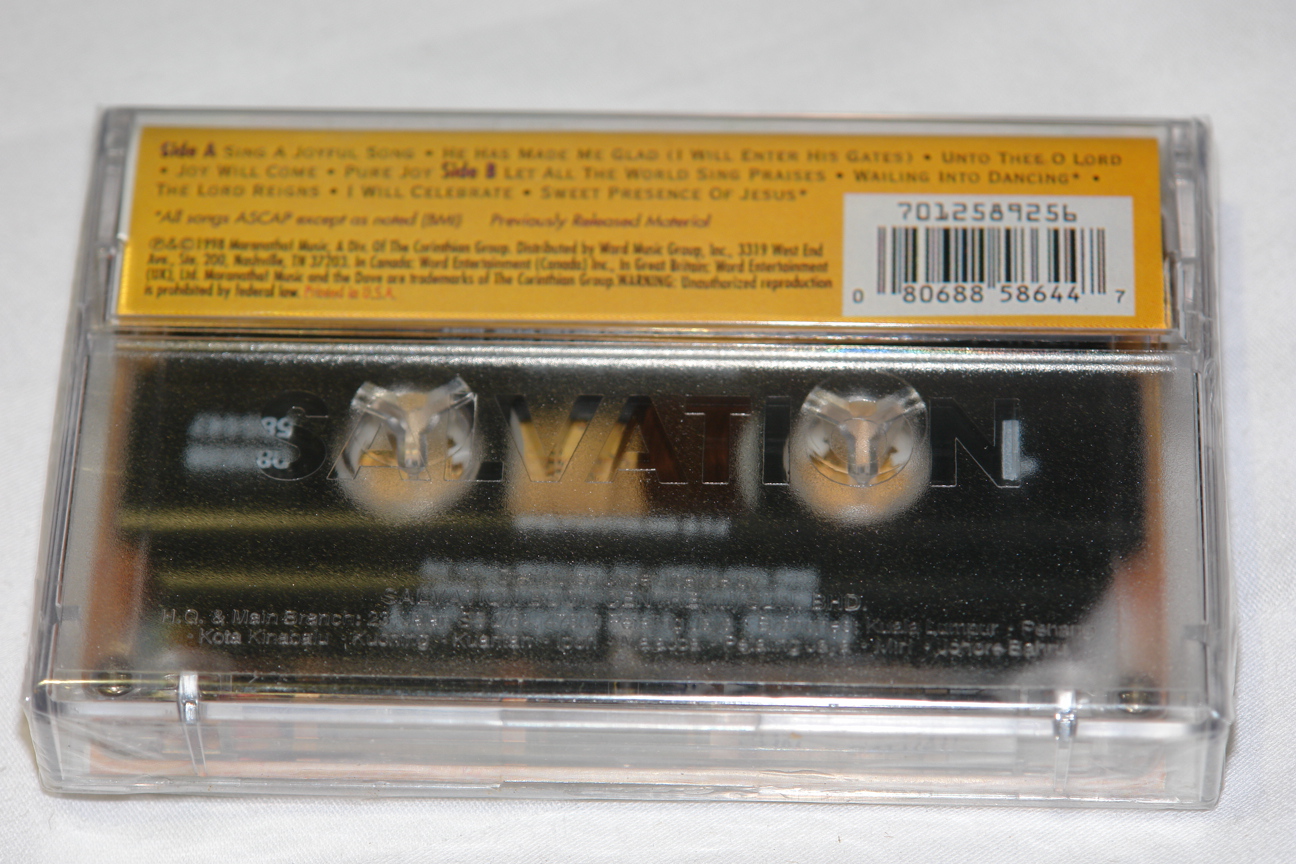 Side A SING A JOYFUL SONG • HE HAS MADE ME GLAD (I WILL ENTER HIS GATES) • UNTO THEE O LORD
• JOY WILL COME • PURE JOY Side B LET ALL THE WORLD SING PRAISES • WAILING INTO DANCING* •
THE LORD REIGNS • I WILL CELEBRATE • SWEET PRESENCE OF JESUS*
*All songs ASCAP except as noted (BMI) Previously Released Material
℗&©1998 Maranatha! Music, A Div. Of The Corinthian Group. Distributed by Word Music Group, Inc., 3319 West End
Ave., Ste. 200, Nashville, TN 37203. In Canada: Word Entertainment (Canada) Inc., In Great Britain: Word Entertainment
(UK), Ltd. Maranatha! Music and the Dove are trademarks of The Corinthian Group.WARNING: Unauthorized reproduction
is prohibited by federal law. Printed in U.S.A.
7012589256
0 80688 58644 7
SALVATION
BHD.
H.Q. & Main Branch: Kuala Lumpur • Penang
• Kota Kinabalu • Kuching • Kuantan • Ipoh • Petaling Jaya • Miri • Johore Bahru